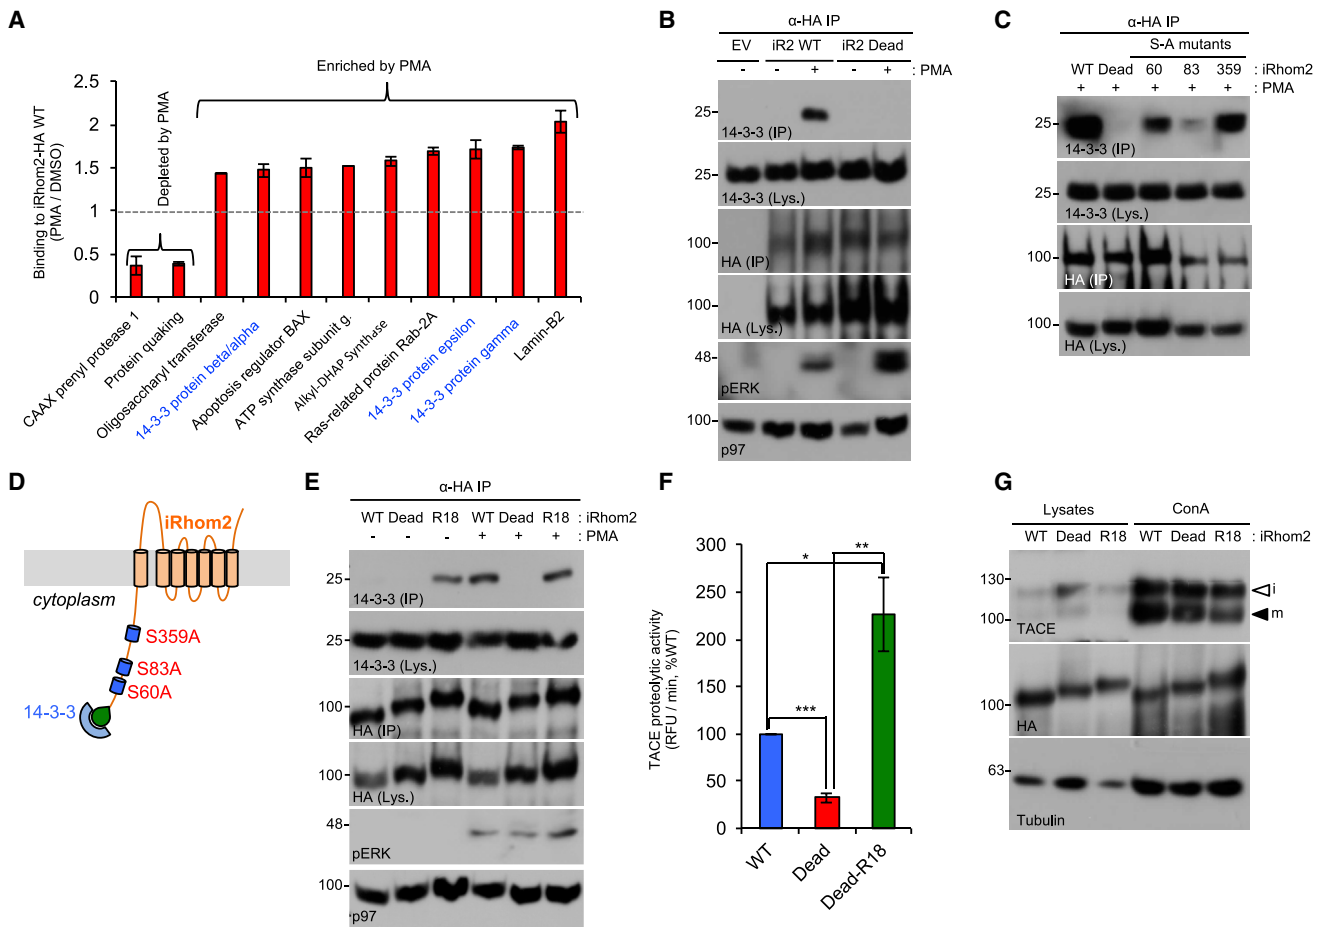 A
Binding to iRhom2-HA WT
(PMA / DMSO)
2.5
2
1.5
1
0.5
0
Depleted by PMA
Enriched by PMA
CAAX prenyl protease 1
Protein quaking
Oligosaccharyl transferase
14-3-3 protein beta/alpha
Apoptosis regulator BAX
ATP synthase subunit g.
Alkyl-DHAP Synthase
Ras-related protein Rab-2A
14-3-3 protein epsilon
14-3-3 protein gamma
Lamin-B2
B
α-HA IP
EV iR2 WT iR2 Dead
- - + - + : PMA
25
14-3-3 (IP)
25
14-3-3 (Lys.)
100
HA (IP)
100
HA (Lys.)
48
pERK
100
p97
C
α-HA IP
S-A mutants
WT Dead 60 83 359 : iRhom2
+ + + + + : PMA
25
14-3-3 (IP)
25
14-3-3 (Lys.)
100
HA (IP)
100
HA (Lys.)
D
iRhom2
cytoplasm
S359A
S83A
S60A
14-3-3
E
α-HA IP
WT Dead R18 WT Dead R18 : iRhom2
- - - + + + : PMA
25
14-3-3 (IP)
25
14-3-3 (Lys.)
100
HA (IP)
100
HA (Lys.)
48
pERK
100
p97
F
TACE proteolytic activity
(RFU / min, %WT)
300
250
200
150
100
50
0
*
**
***
WT
Dead
Dead-R18
G
Lysates ConA
WT Dead R18 WT Dead R18 : iRhom2
130
i
100
m
TACE
100
HA
63
Tubulin